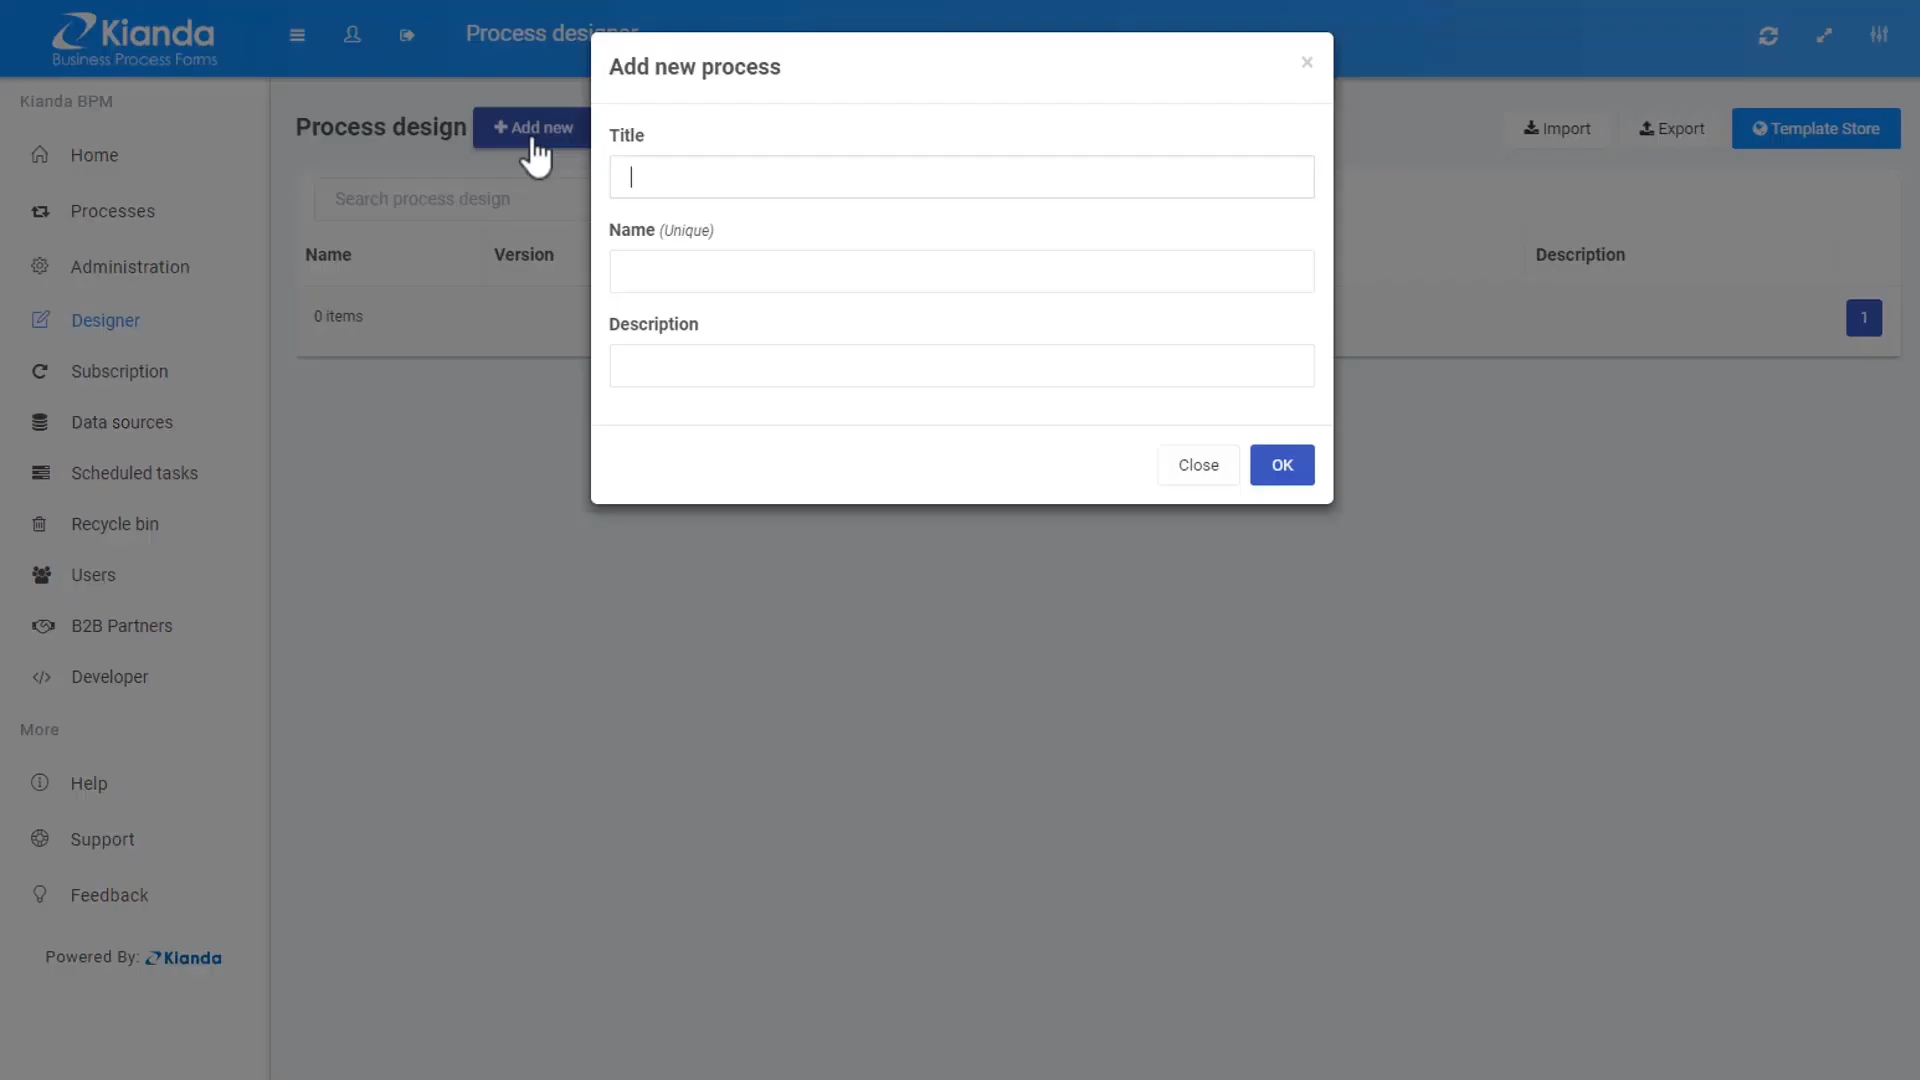 Kianda
Business Process Forms
Process designer
Kianda BPM
Home
Processes
Administration
Designer
Subscription
Data sources
Scheduled tasks
Recycle bin
Users
B2B Partners
Developer
More
Help
Support
Feedback
Powered By: Kianda
Process design
Add new
Import
Export
Template Store
Search process design
Name
Version
Description
0 items
1
Add new process
×
Title
Name (Unique)
Description
Close
OK